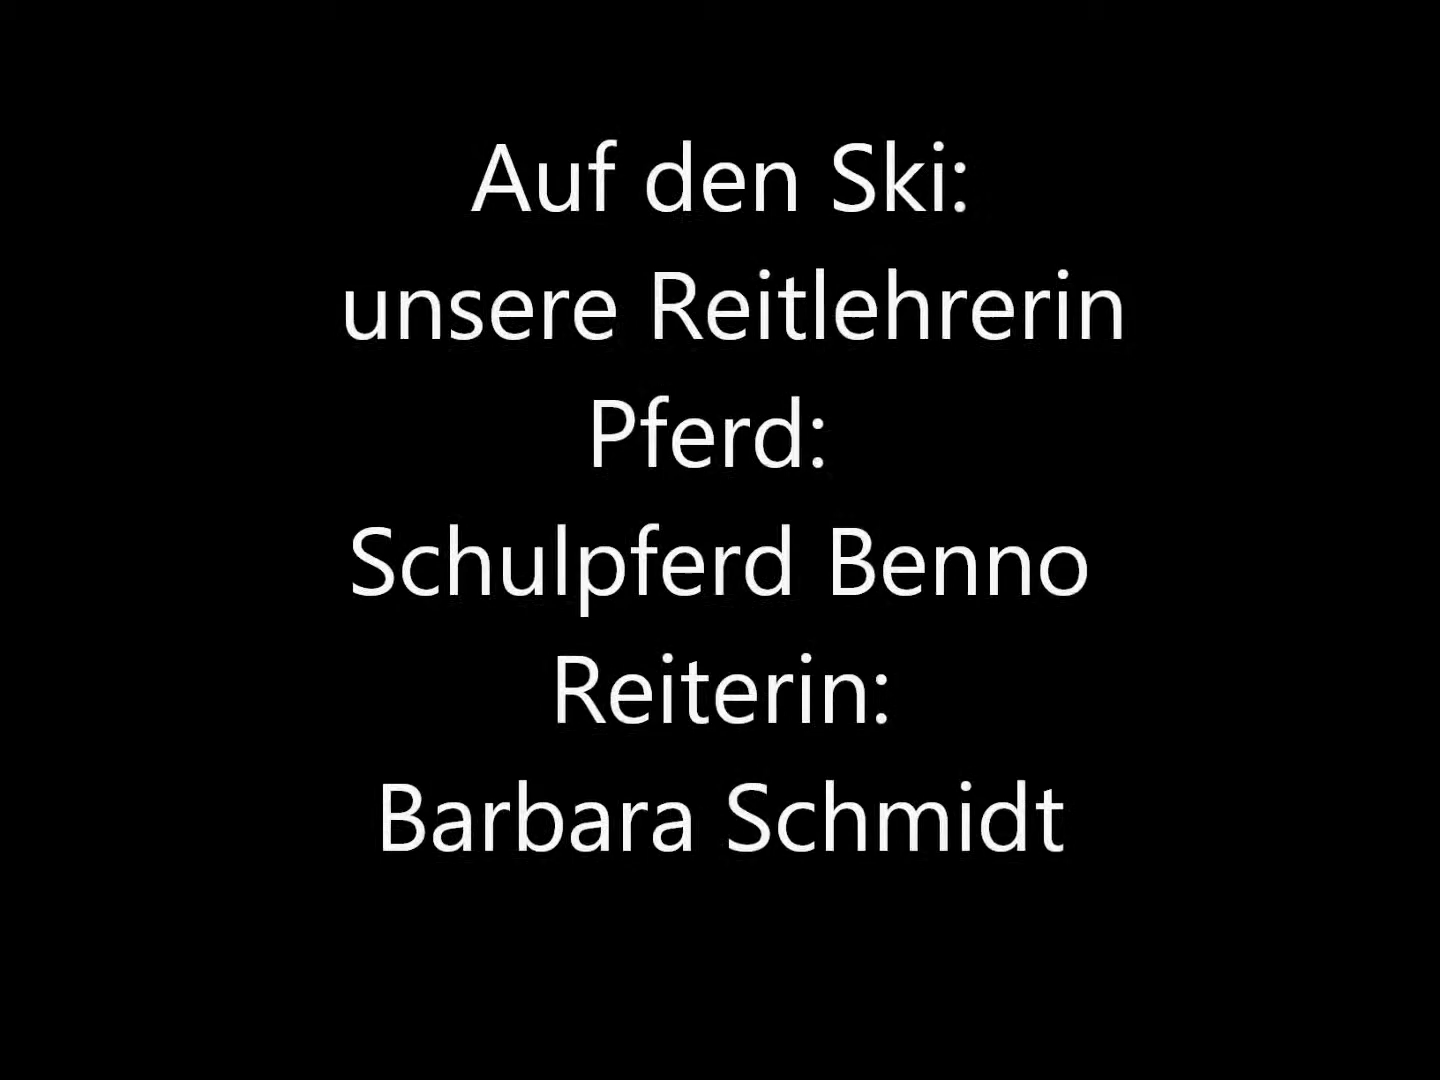 Auf den Ski:
unsere Reitlehrerin
Pferd:
Schulpferd Benno
Reiterin:
Barbara Schmidt